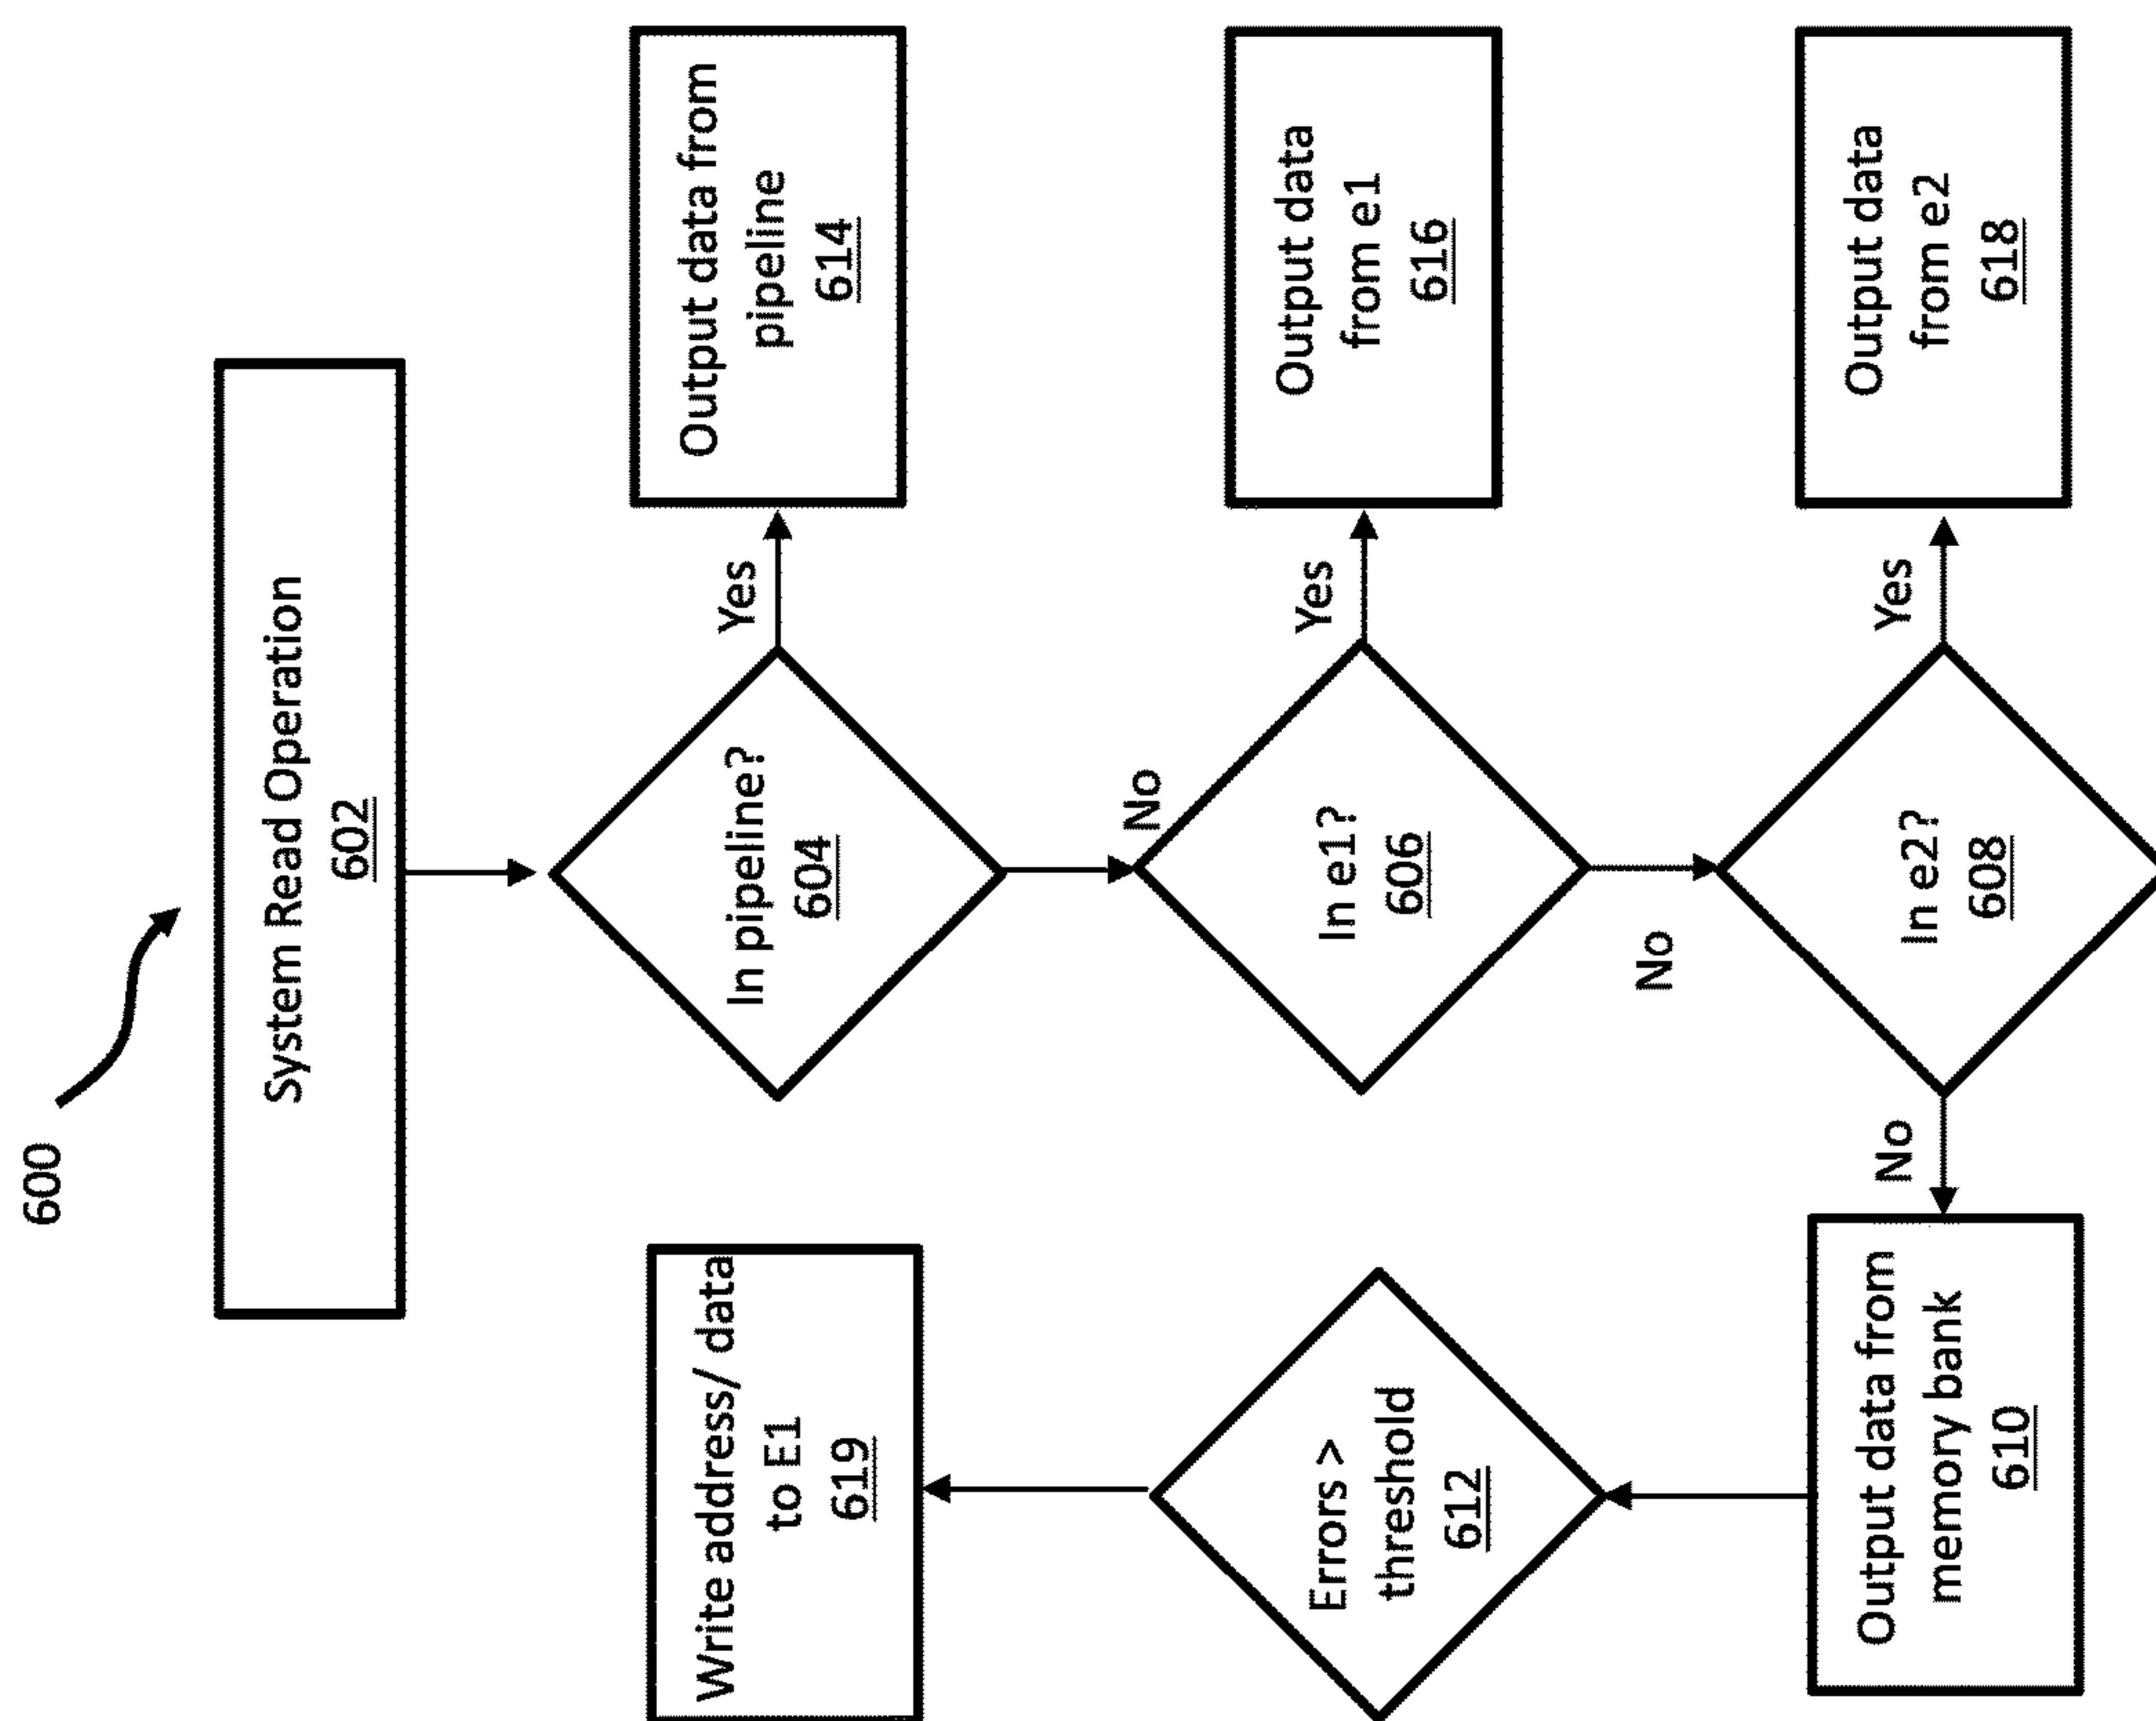 600
System Read Operation
602
In pipeline?
604
Yes
Output data from
pipeline
614
No
In e1?
606
Yes
Output data
from e1
616
No
In e2?
608
Yes
Output data
from e2
618
No
Output data from
memory bank
610
Errors >
threshold
612
Write address/ data
to E1
619